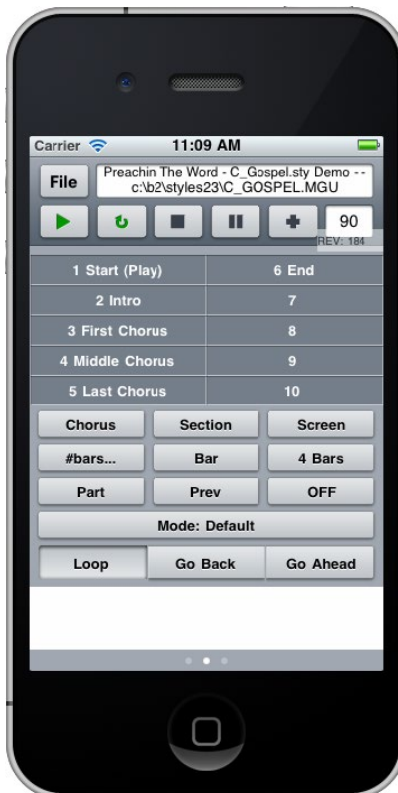 Carrier 11:09 AM
File
Preachin The Word - C_Gospel.sty Demo --
c:\b2\styles23\C_GOSPEL.MGU
90
REV: 184
1 Start (Play) 6 End
2 Intro 7
3 First Chorus 8
4 Middle Chorus 9
5 Last Chorus 10
Chorus Section Screen
#bars... Bar 4 Bars
Part Prev OFF
Mode: Default
Loop Go Back Go Ahead